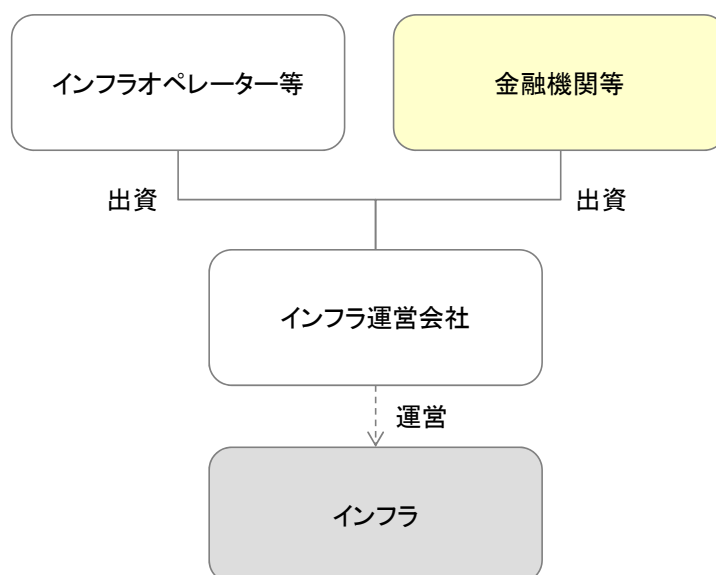 インフラオペレーター等
金融機関等
出資
出資
インフラ運営会社
運営
インフラ